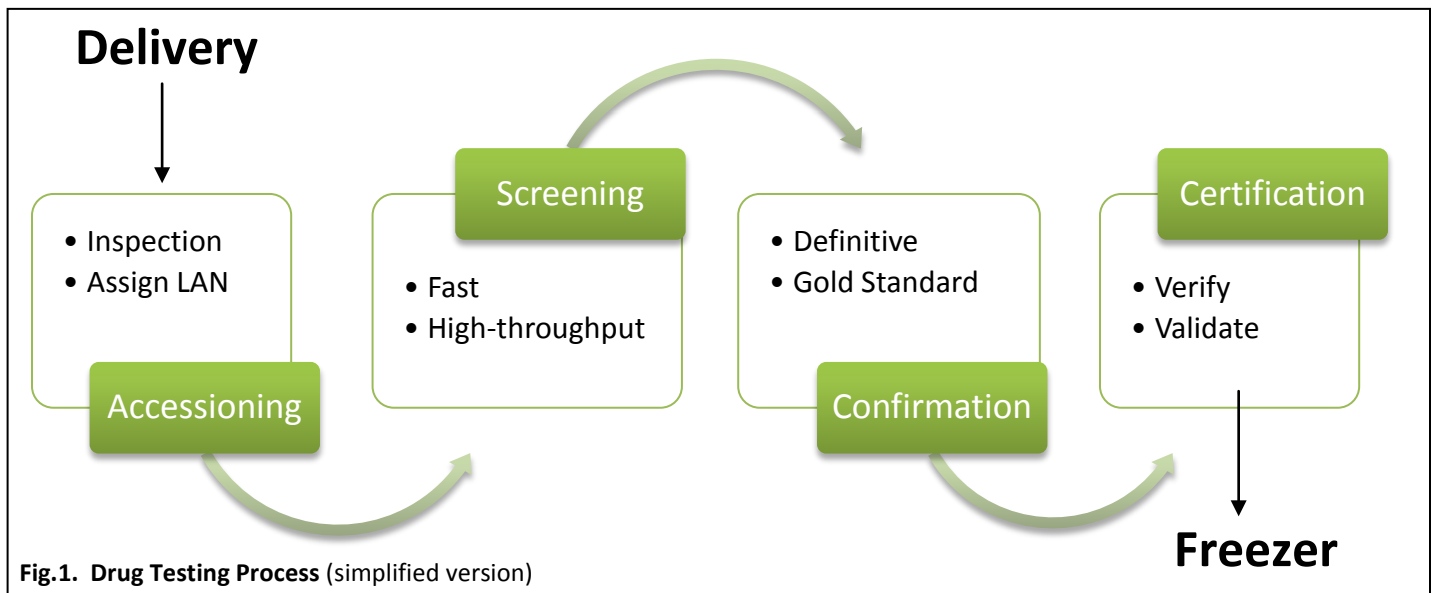 Delivery
• Inspection
• Assign LAN
Accessioning
Screening
• Fast
• High-throughput
• Definitive
• Gold Standard
Confirmation
Certification
• Verify
• Validate
Freezer
Fig.1. Drug Testing Process (simplified version)